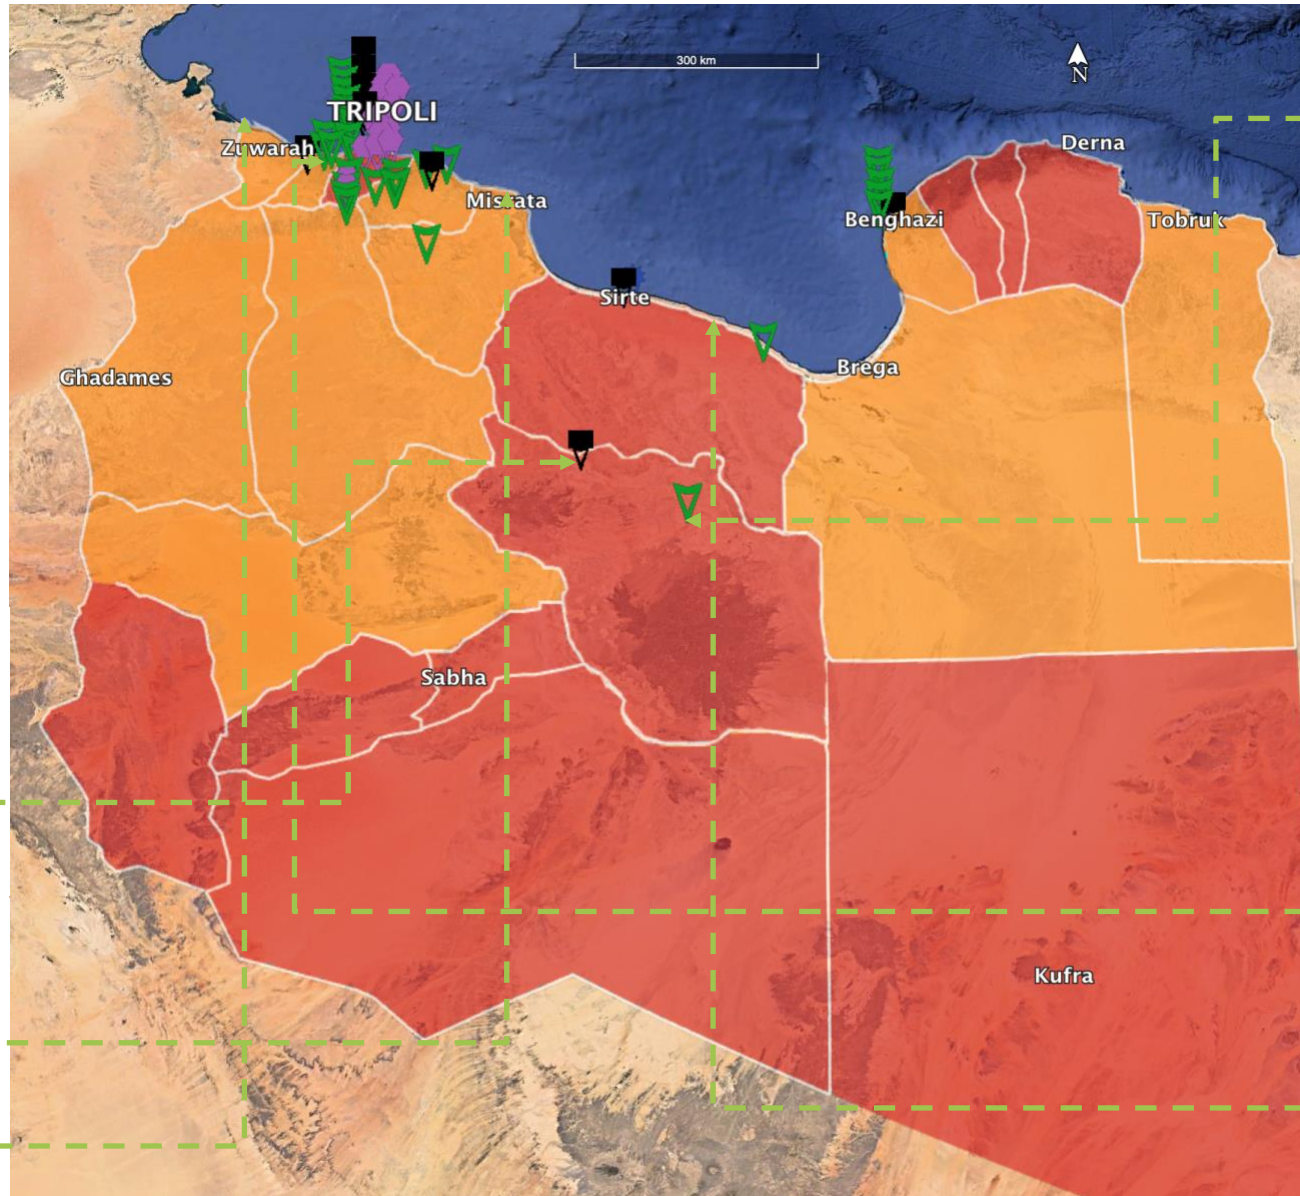 300 km
N
TRIPOLI
Zuwarah
Derna
Misrata
Benghazi
Tobruk
Sirte
Brega
Ghadames
Sabha
Kufra